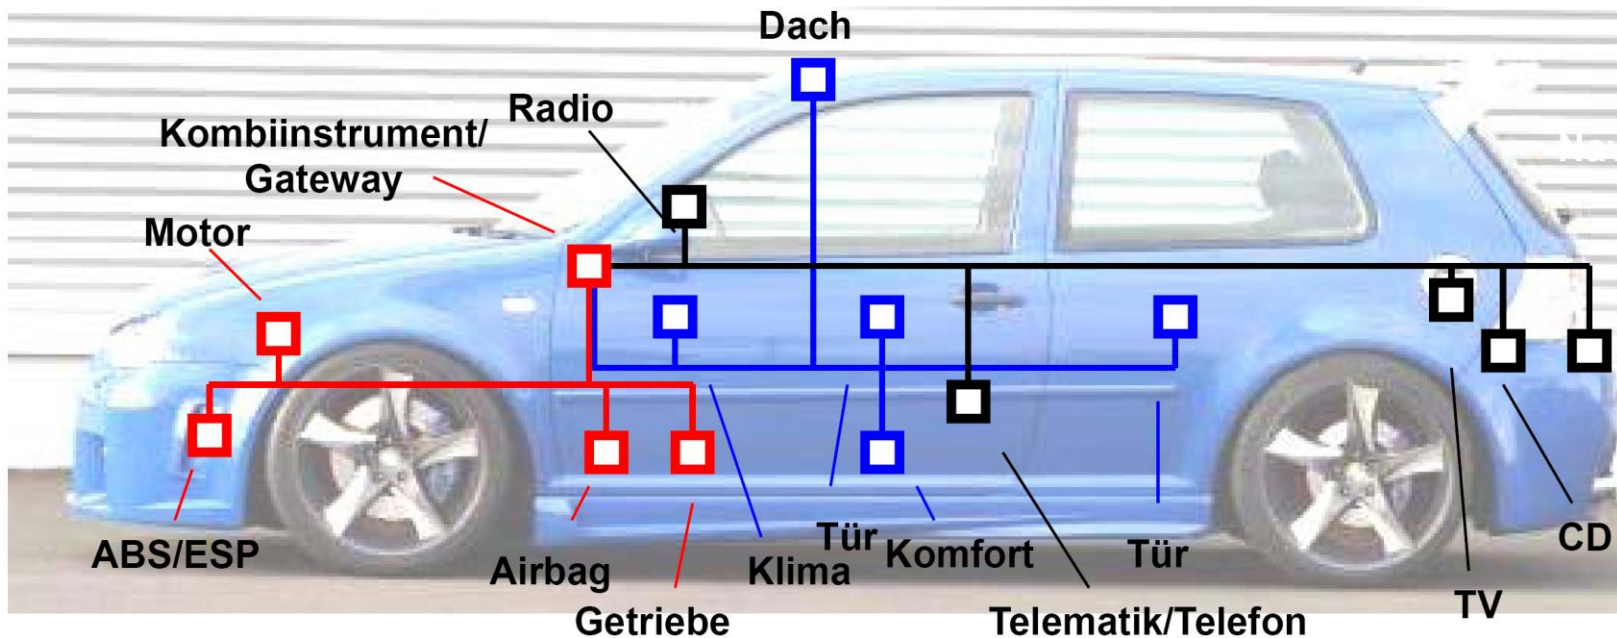 Dach
Radio
Kombiinstrument/
Gateway
Motor
ABS/ESP
Airbag
Getriebe
Klima
Tür
Komfort
Telematik/Telefon
Tür
TV
CD